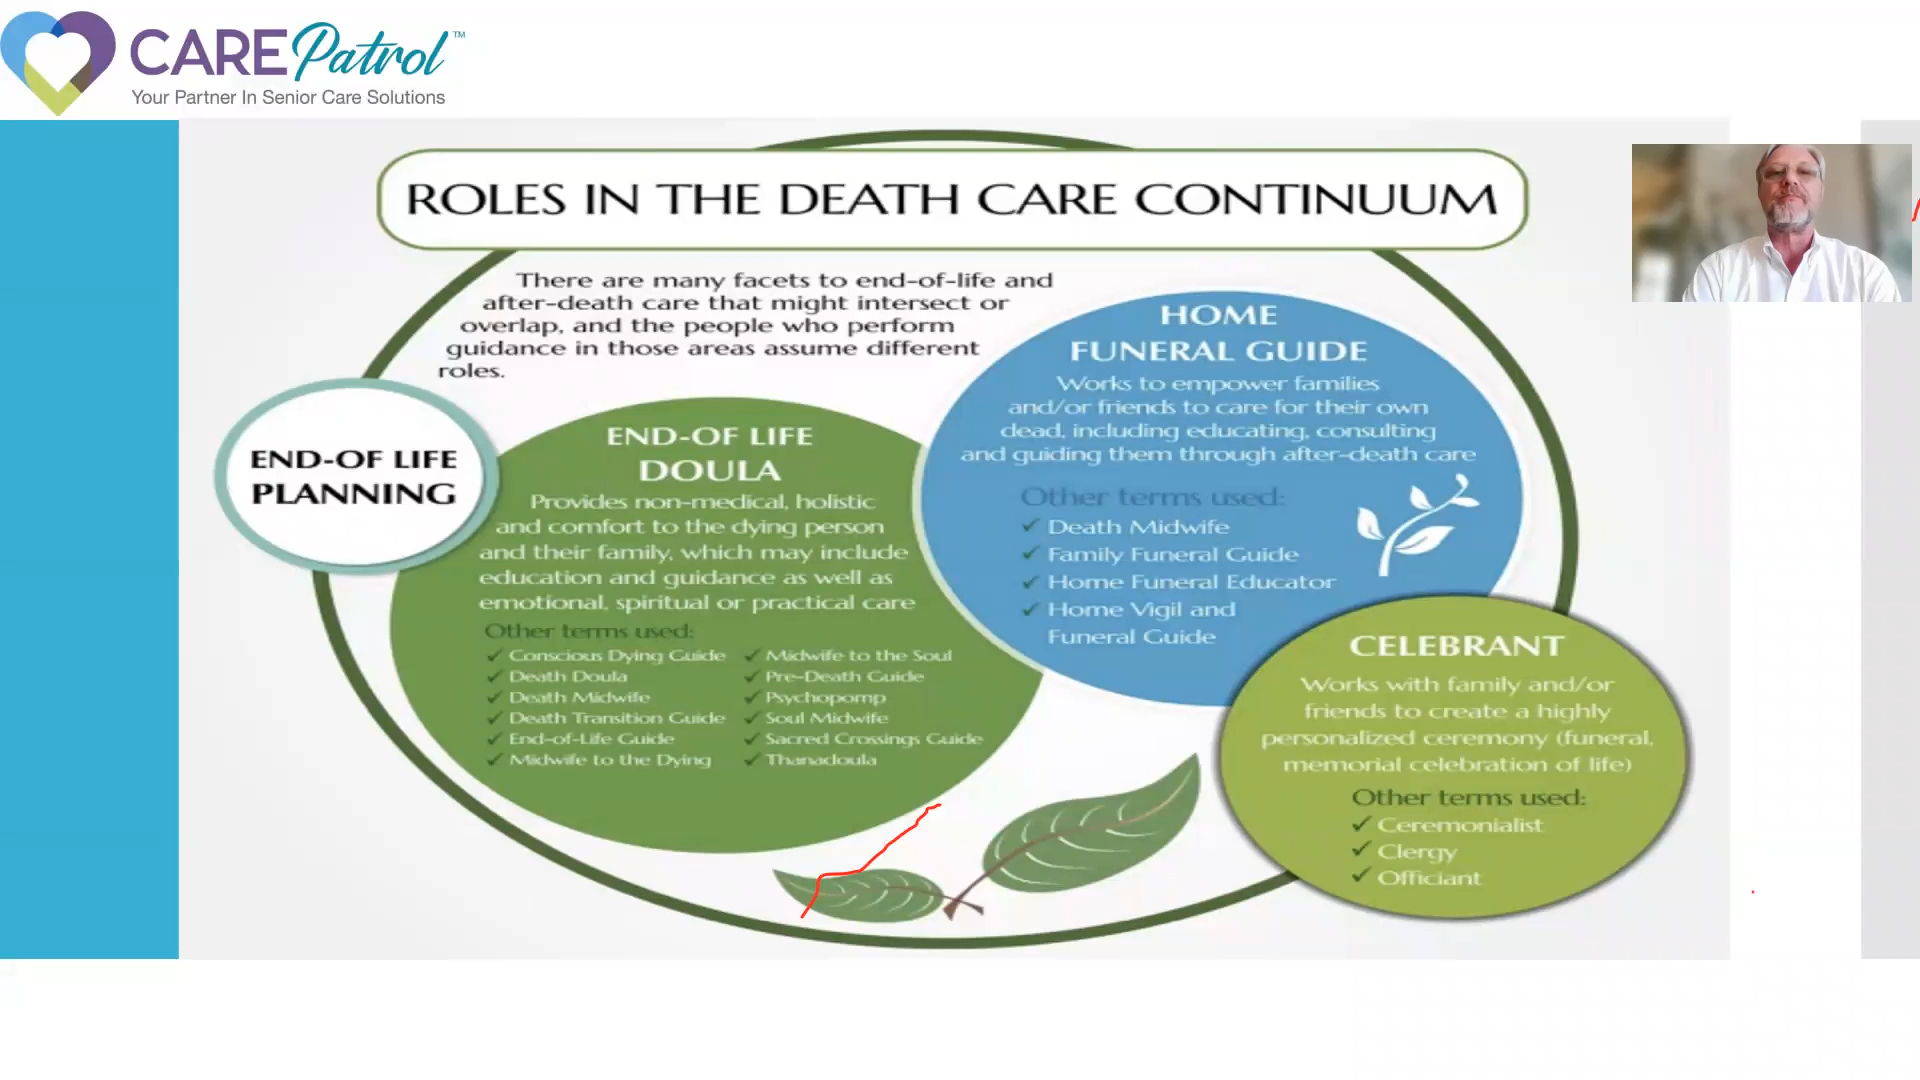 CARE Patrol™
Your Partner In Senior Care Solutions
ROLES IN THE DEATH CARE CONTINUUM
There are many facets to end-of-life and
after-death care that might intersect or
overlap, and the people who perform
guidance in those areas assume different
roles.
END-OF LIFE
PLANNING
END-OF LIFE
DOULA
Provides non-medical, holistic
and comfort to the dying person
and their family, which may include
education and guidance as well as
emotional, spiritual or practical care
Other terms used:
✓ Conscious Dying Guide
✓ Death Doula
✓ Death Midwife
✓ Death Transition Guide
✓ End-of-Life Guide
✓ Midwife to the Dying
✓ Midwife to the Soul
✓ Pre-Death Guide
✓ Psychopomp
✓ Soul Midwife
✓ Sacred Crossings Guide
✓ Thanadoula
HOME
FUNERAL GUIDE
Works to empower families
and/or friends to care for their own
dead, including educating, consulting
and guiding them through after-death care
Other terms used:
✓ Death Midwife
✓ Family Funeral Guide
✓ Home Funeral Educator
✓ Home Vigil and
Funeral Guide
CELEBRANT
Works with family and/or
friends to create a highly
personalized ceremony (funeral,
memorial celebration of life)
Other terms used:
✓ Ceremonialist
✓ Clergy
✓ Officiant